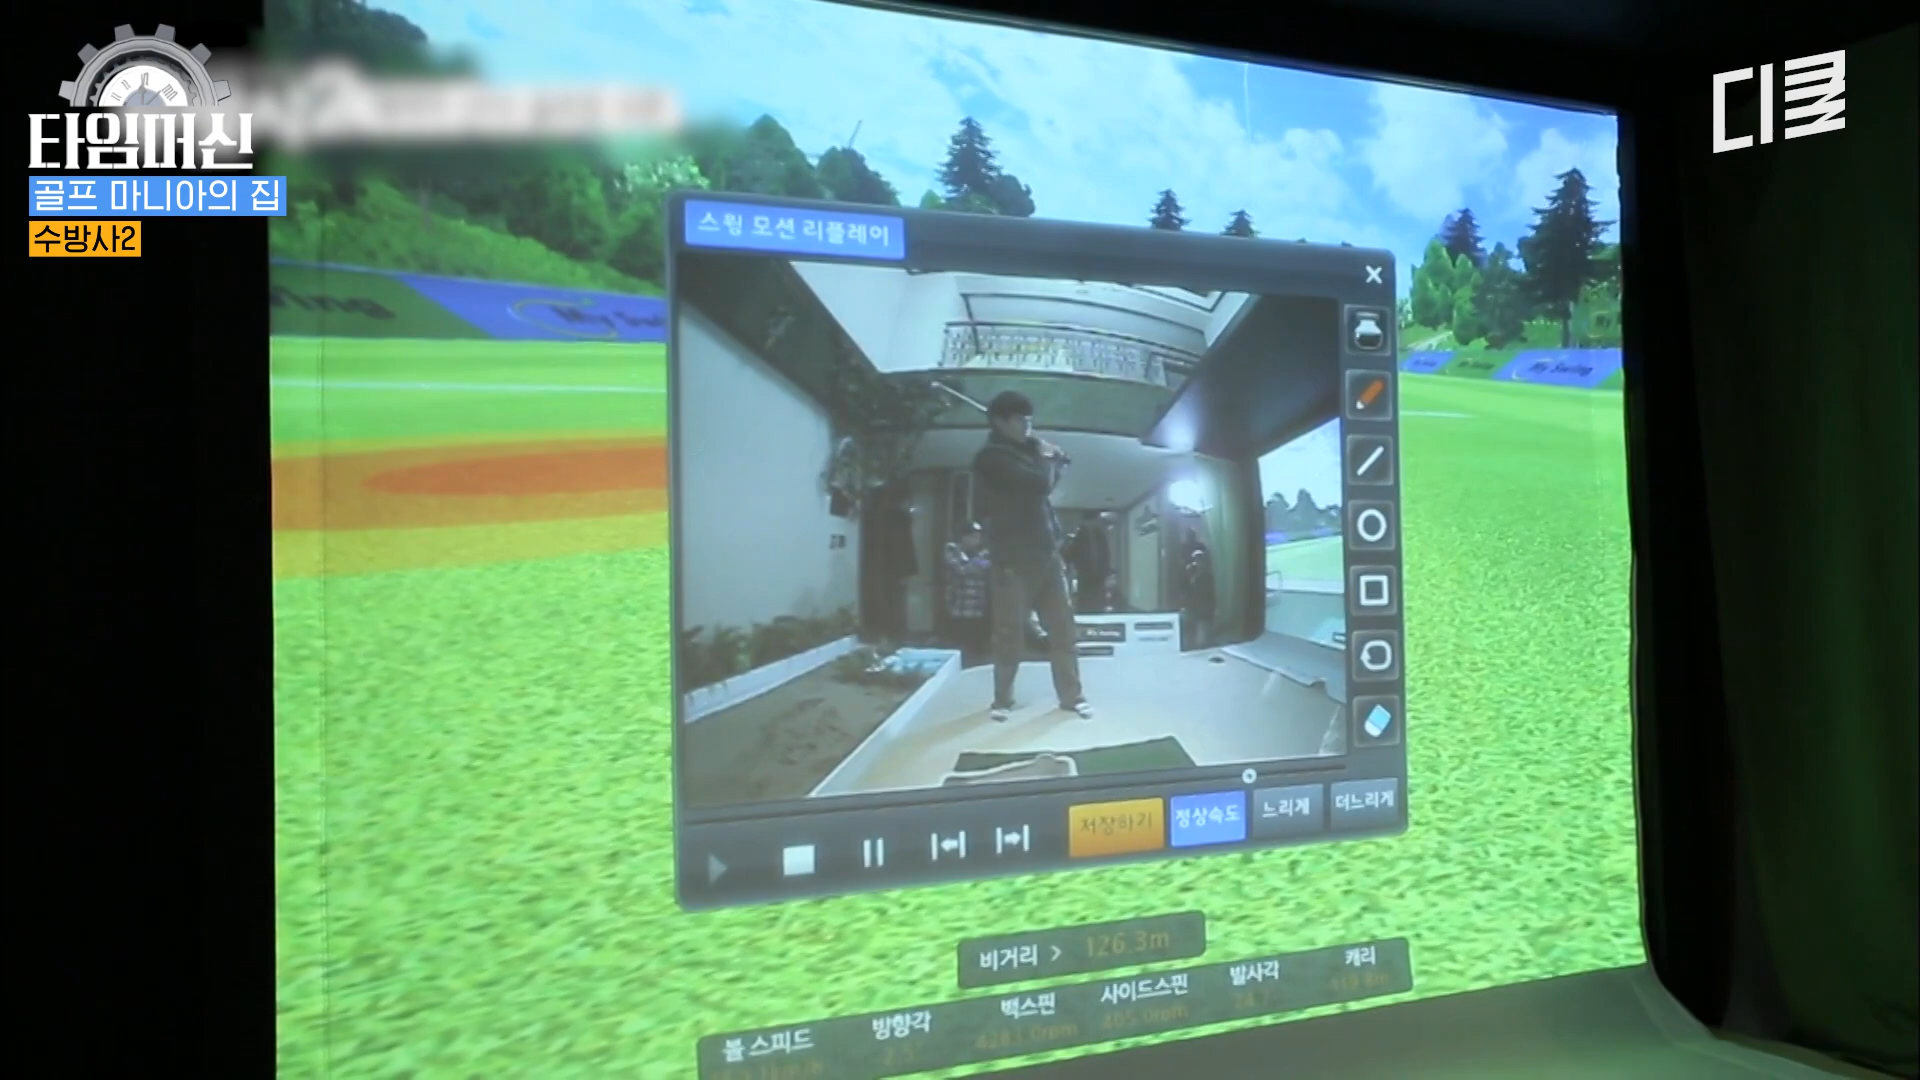 타임머신
디클
골프 마니아의 집
수방사2
스윙 모션 리플레이
My Swing
저장하기
정상속도
느리게
더느리게
비거리 > 126.3m
볼 스피드
방향각
백스핀
사이드스핀
발사각
캐리